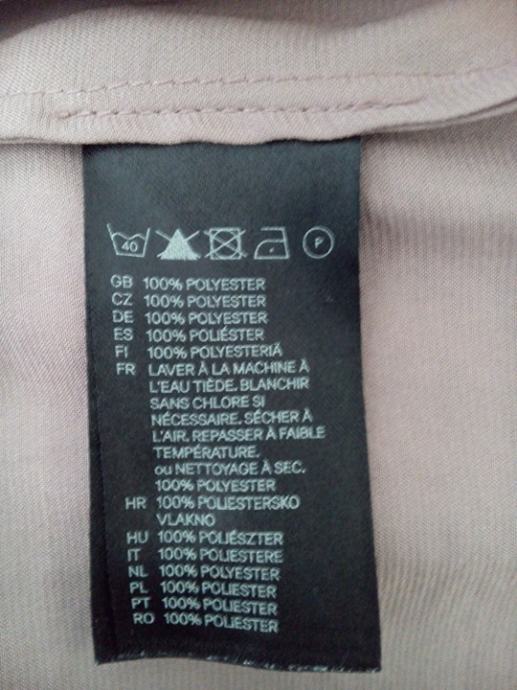 40
P
GB 100% POLYESTER
CZ 100% POLYESTER
DE 100% POLYESTER
ES 100% POLIÉSTER
FI 100% POLYESTERIÄ
FR LAVER À LA MACHINE À
L'EAU TIÈDE. BLANCHIR
SANS CHLORE SI
NÉCESSAIRE. SÉCHER À
L'AIR. REPASSER À FAIBLE
TEMPÉRATURE.
ou NETTOYAGE À SEC.
100% POLYESTER
HR 100% POLIESTERSKO
VLAKNO
HU 100% POLIÉSZTER
IT 100% POLIESTERE
NL 100% POLYESTER
PL 100% POLIESTER
PT 100% POLIESTER
RO 100% POLIESTER